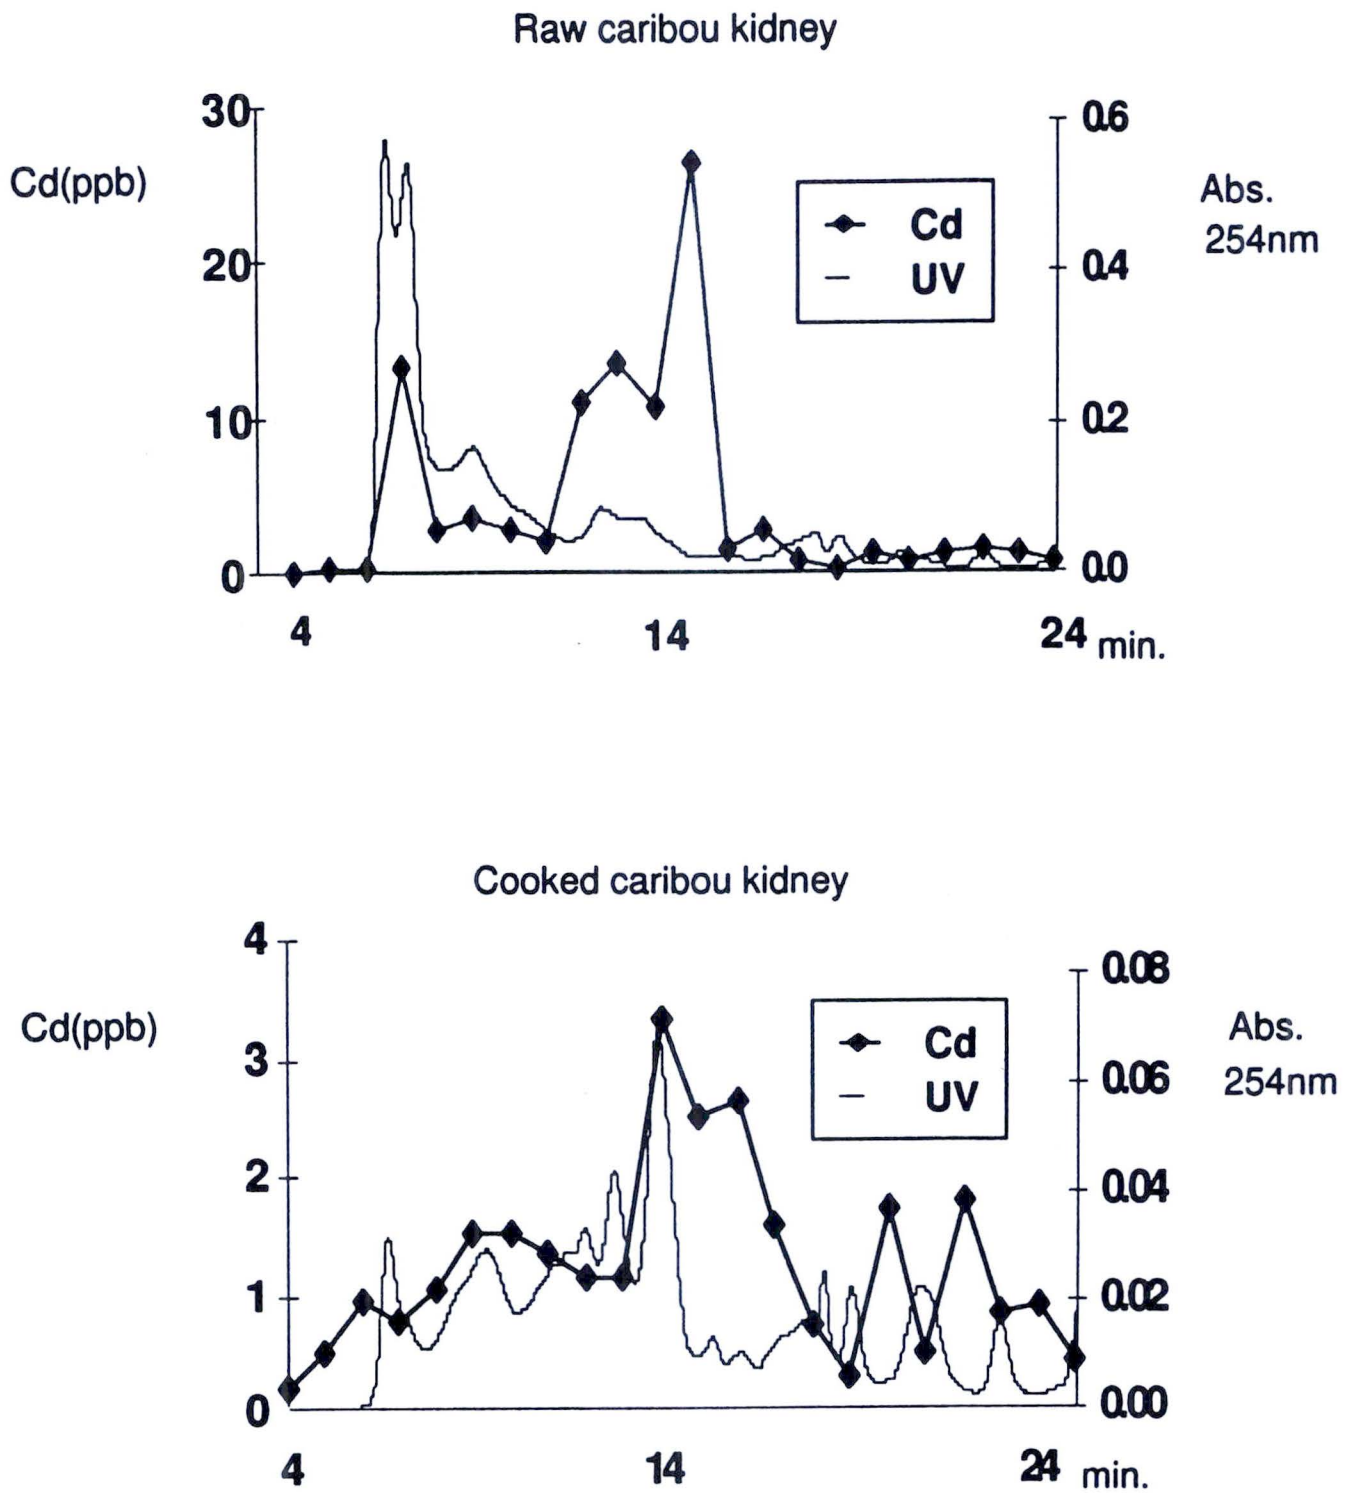 Raw caribou kidney
30
20
10
0
Cd(ppb)
0.6
0.4
0.2
0.0
Abs.
254nm
Cd
UV
4 14 24 min.
Cooked caribou kidney
4
3
2
1
0
Cd(ppb)
0.08
0.06
0.04
0.02
0.00
Abs.
254nm
Cd
UV
4 14 24 min.